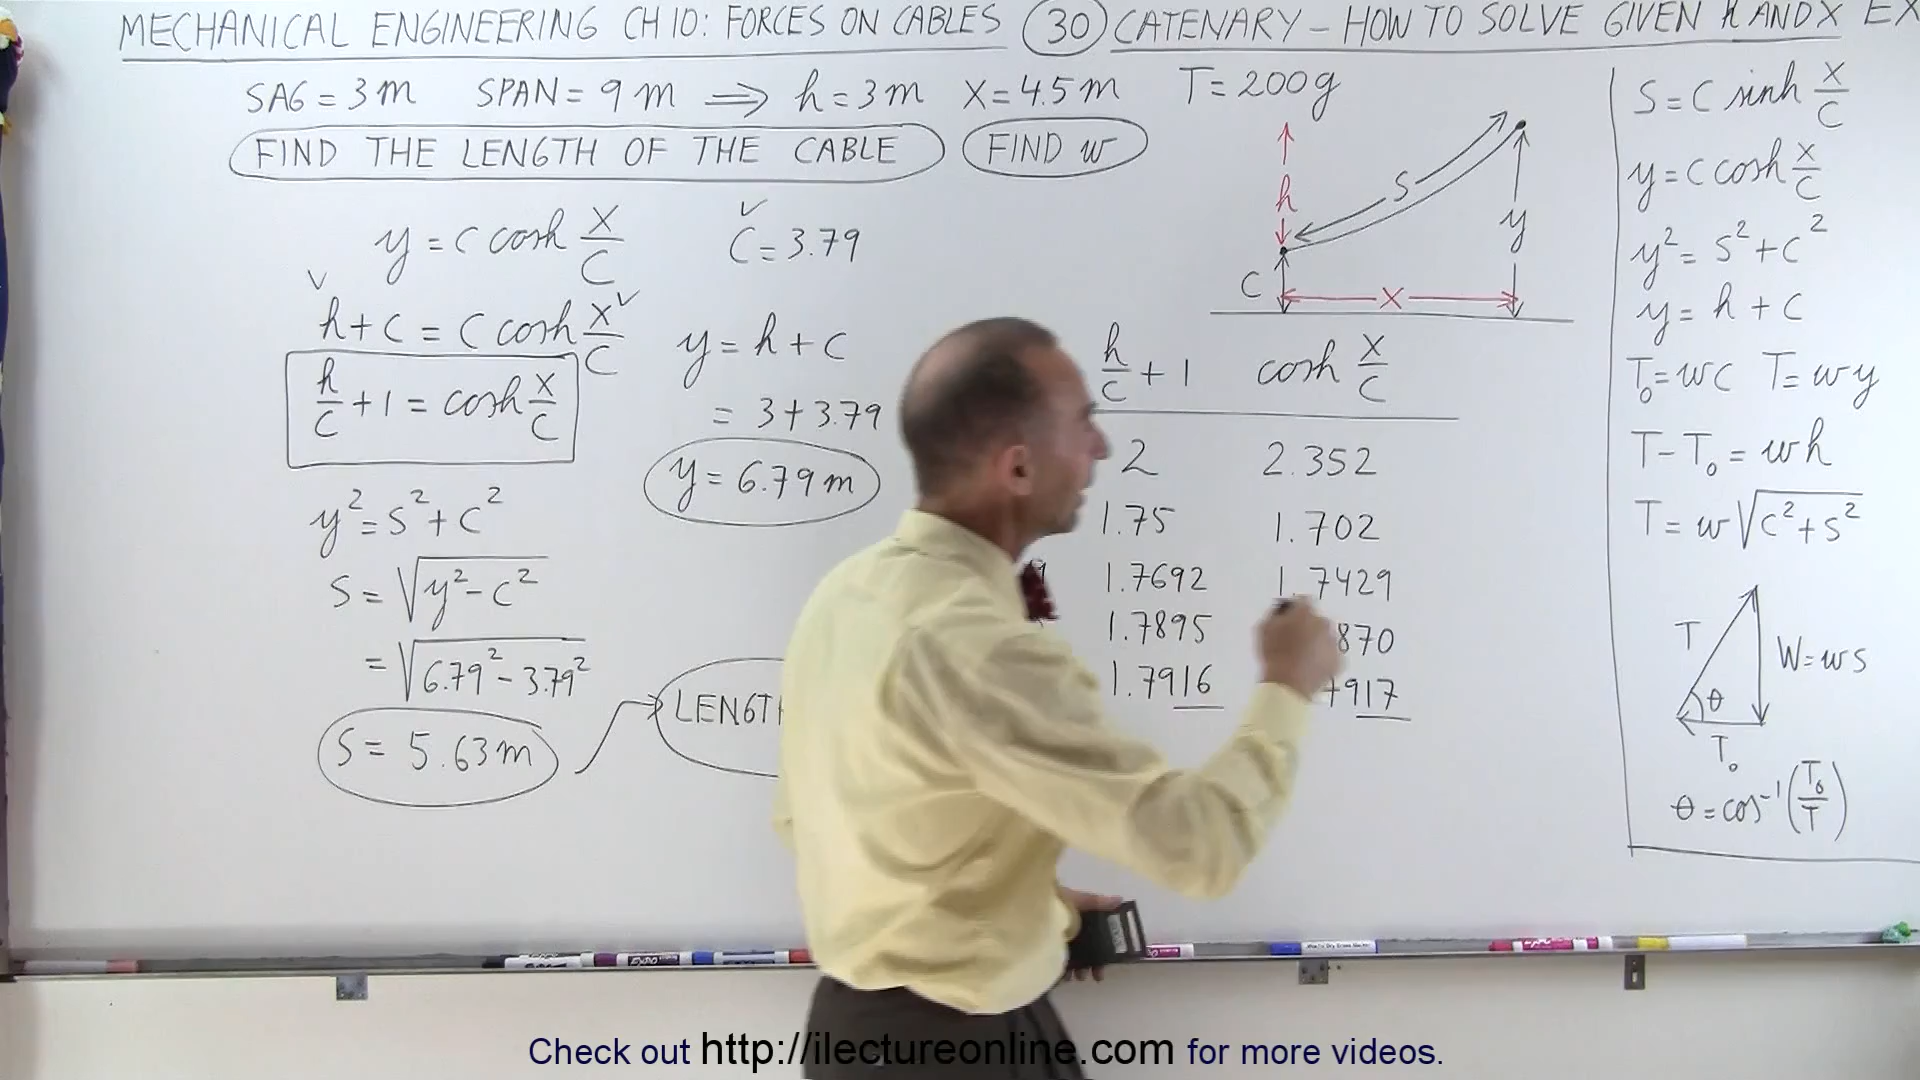 MECHANICAL ENGINEERING CH 10: FORCES ON CABLES 30 CATENARY – HOW TO SOLVE GIVEN h AND X EX
SAG = 3 m SPAN = 9 m ⟹ h = 3 m X = 4.5 m T = 200 g
FIND THE LENGTH OF THE CABLE FIND w
y = c cosh x/c
h + c = c cosh x/c
h/c + 1 = cosh x/c
y² = s² + c²
s = √(y² - c²)
= √(6.79² - 3.79²)
s = 5.63 m
c = 3.79
y = h + c
= 3 + 3.79
y = 6.79 m
h
s
y
c
x
h/c + 1 cosh x/c
2 2.352
1.75 1.702
1.7692 1.7429
1.7895 870
1.7916 7917
s = c sinh x/c
y = c cosh x/c
y² = s² + c²
y = h + c
T₀ = wc T = wy
T - T₀ = wh
T = w√(c² + s²)
T W = ws
θ
T₀
θ = cos⁻¹(T₀/T)
Check out http://ilectureonline.com for more videos.